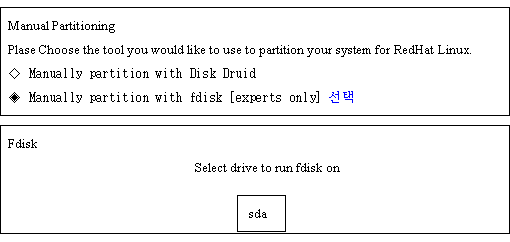 Manual Partitioning
Plase Choose the tool you would like to use to partition your system for RedHat Linux.
◇ Manually partition with Disk Druid
◈ Manually partition with fdisk [experts only] 선택
Fdisk
Select drive to run fdisk on
sda